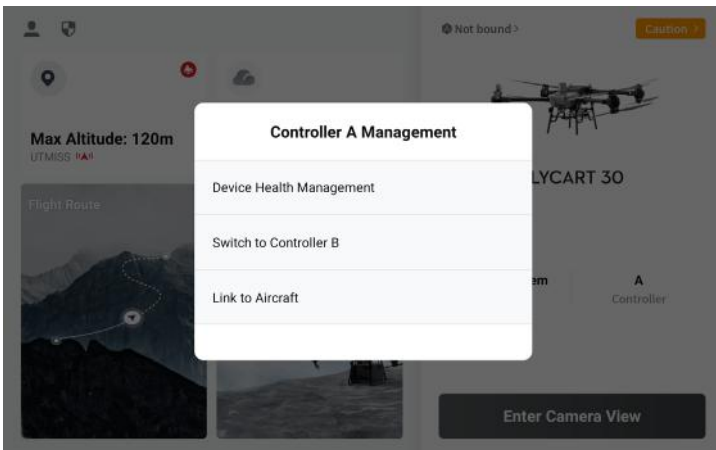 Not bound >
Caution >
Max Altitude: 120m
UTMISS
Controller A Management
Device Health Management
Switch to Controller B
Link to Aircraft
LYCART 30
Flight Route
em
A
Controller
Enter Camera View